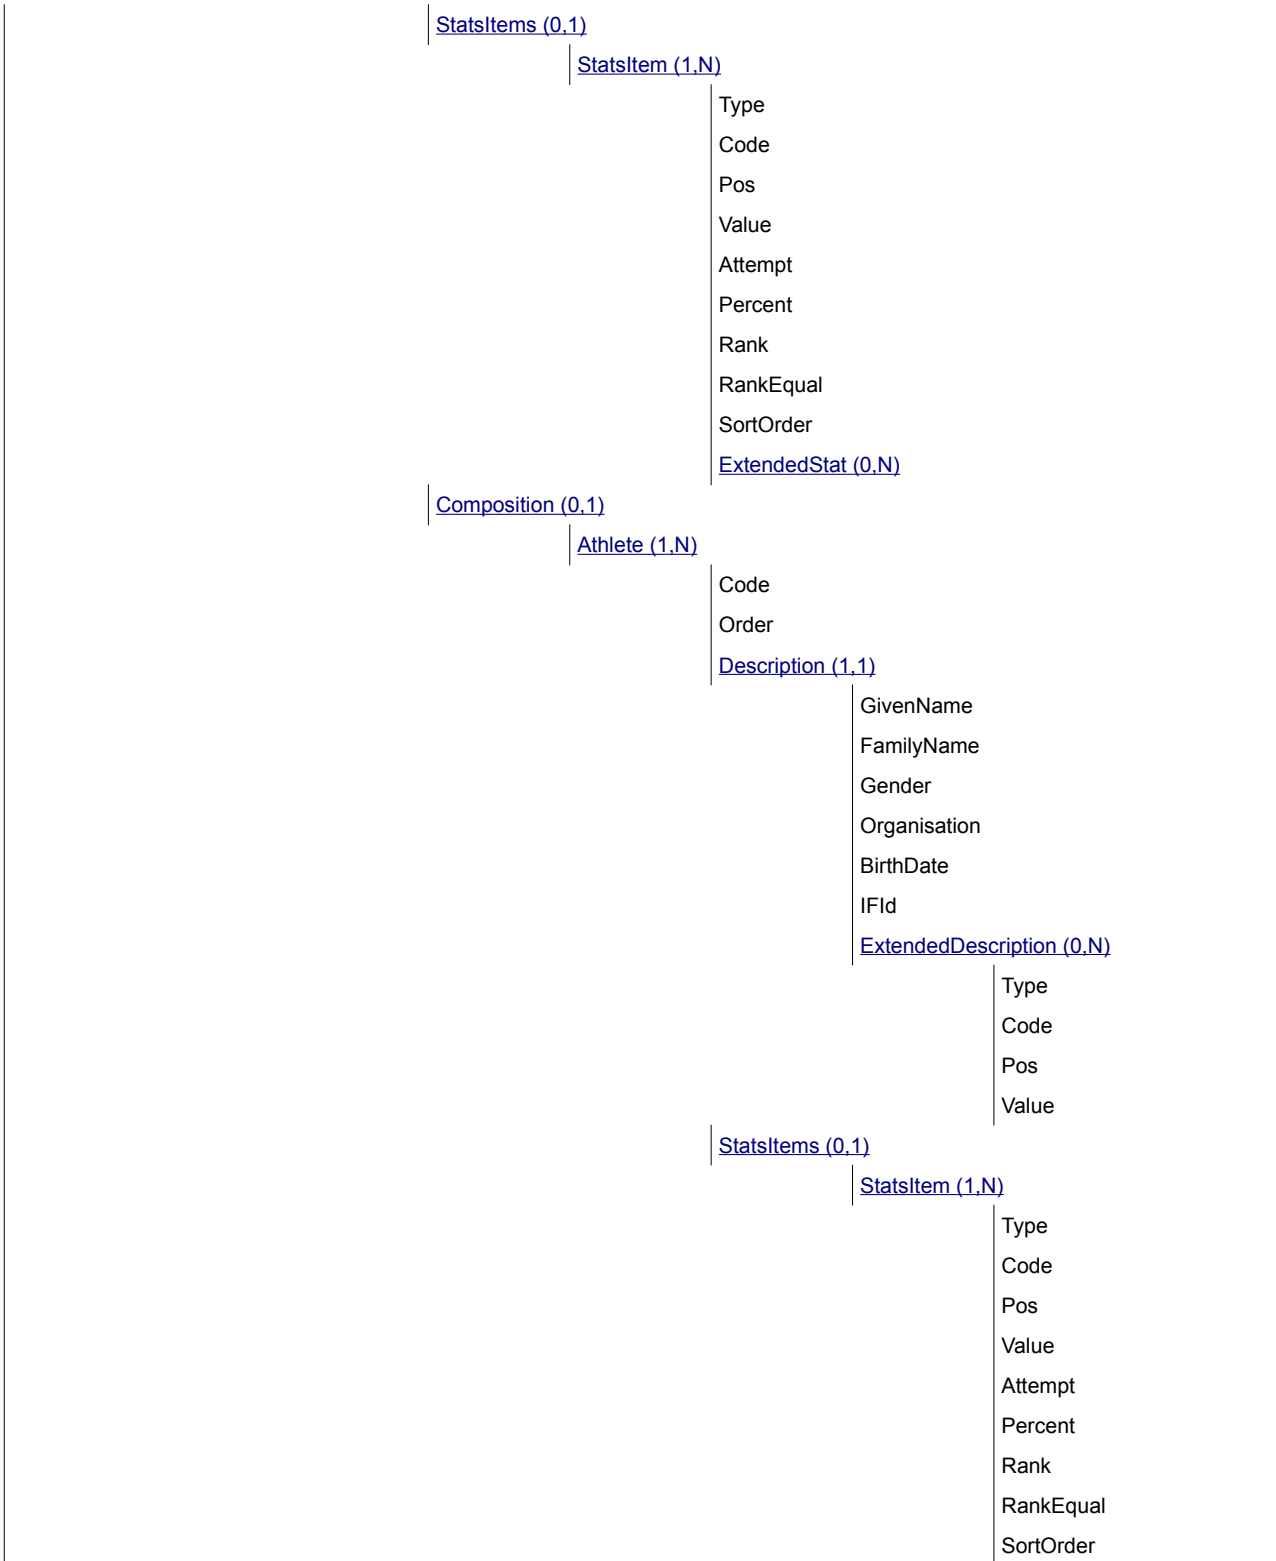 StatsItems (0,1)
StatsItem (1,N)
Type
Code
Pos
Value
Attempt
Percent
Rank
RankEqual
SortOrder
ExtendedStat (0,N)
Composition (0,1)
Athlete (1,N)
Code
Order
Description (1,1)
GivenName
FamilyName
Gender
Organisation
BirthDate
IFId
ExtendedDescription (0,N)
Type
Code
Pos
Value
StatsItems (0,1)
StatsItem (1,N)
Type
Code
Pos
Value
Attempt
Percent
Rank
RankEqual
SortOrder